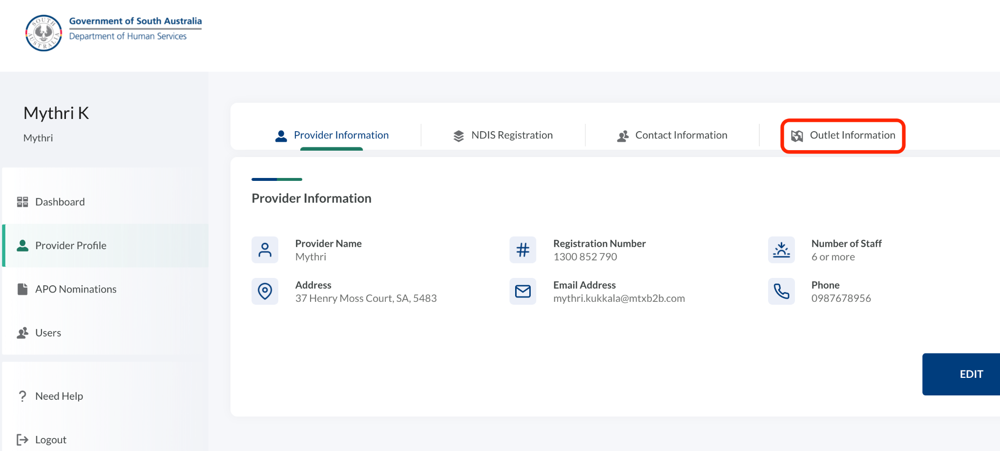 SOUTH AUSTRALIA
Government of South Australia
Department of Human Services
Mythri K
Mythri
Dashboard
Provider Profile
APO Nominations
Users
Need Help
Logout
Provider Information
NDIS Registration
Contact Information
Outlet Information
Provider Information
Provider Name
Mythri
Registration Number
1300 852 790
Number of Staff
6 or more
Address
37 Henry Moss Court, SA, 5483
Email Address
mythri.kukkala@mtxb2b.com
Phone
0987678956
EDIT